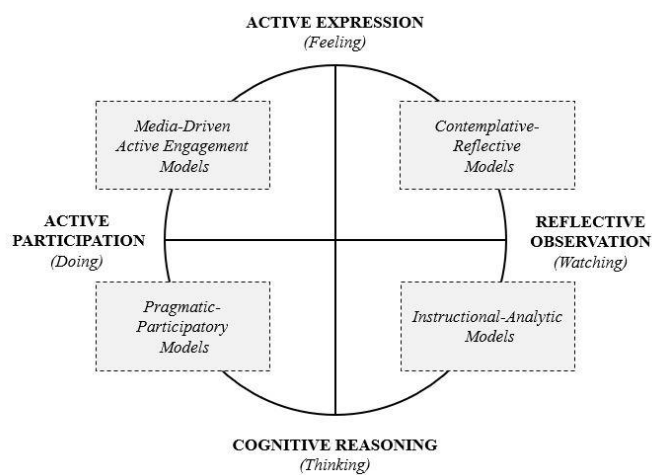 ACTIVE EXPRESSION
(Feeling)
Media-Driven
Active Engagement
Models
Contemplative-
Reflective
Models
ACTIVE
PARTICIPATION
(Doing)
REFLECTIVE
OBSERVATION
(Watching)
Pragmatic-
Participatory
Models
Instructional-Analytic
Models
COGNITIVE REASONING
(Thinking)